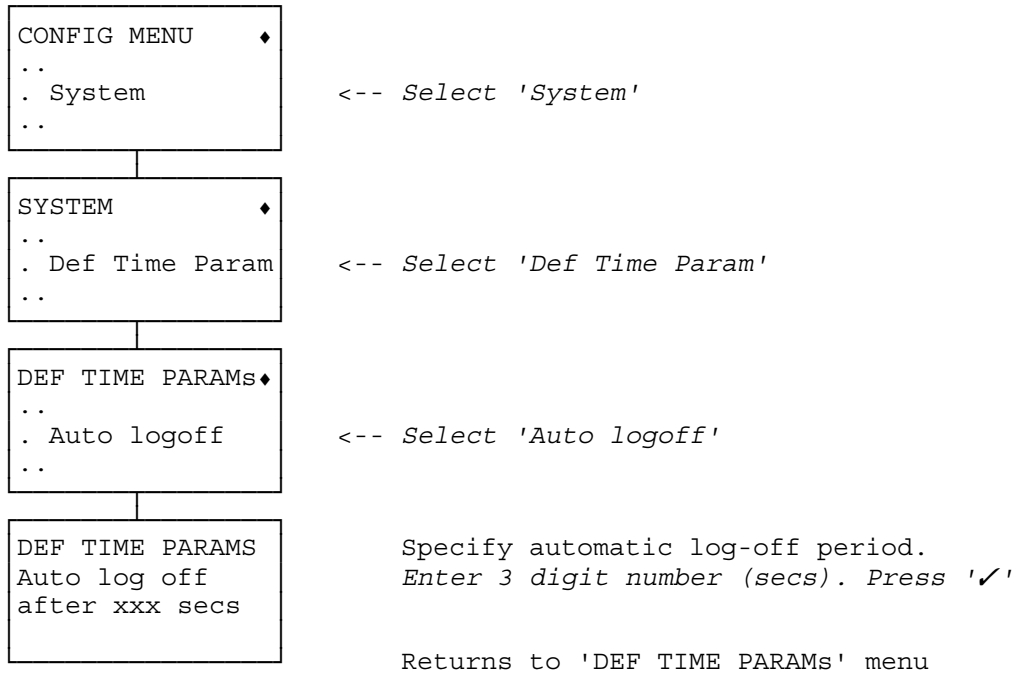 CONFIG MENU ♦
..
. System <-- Select 'System'
..
SYSTEM ♦
..
. Def Time Param <-- Select 'Def Time Param'
..
DEF TIME PARAMs♦
..
. Auto logoff <-- Select 'Auto logoff'
..
DEF TIME PARAMS Specify automatic log-off period.
Auto log off Enter 3 digit number (secs). Press '✓'
after xxx secs
Returns to 'DEF TIME PARAMs' menu